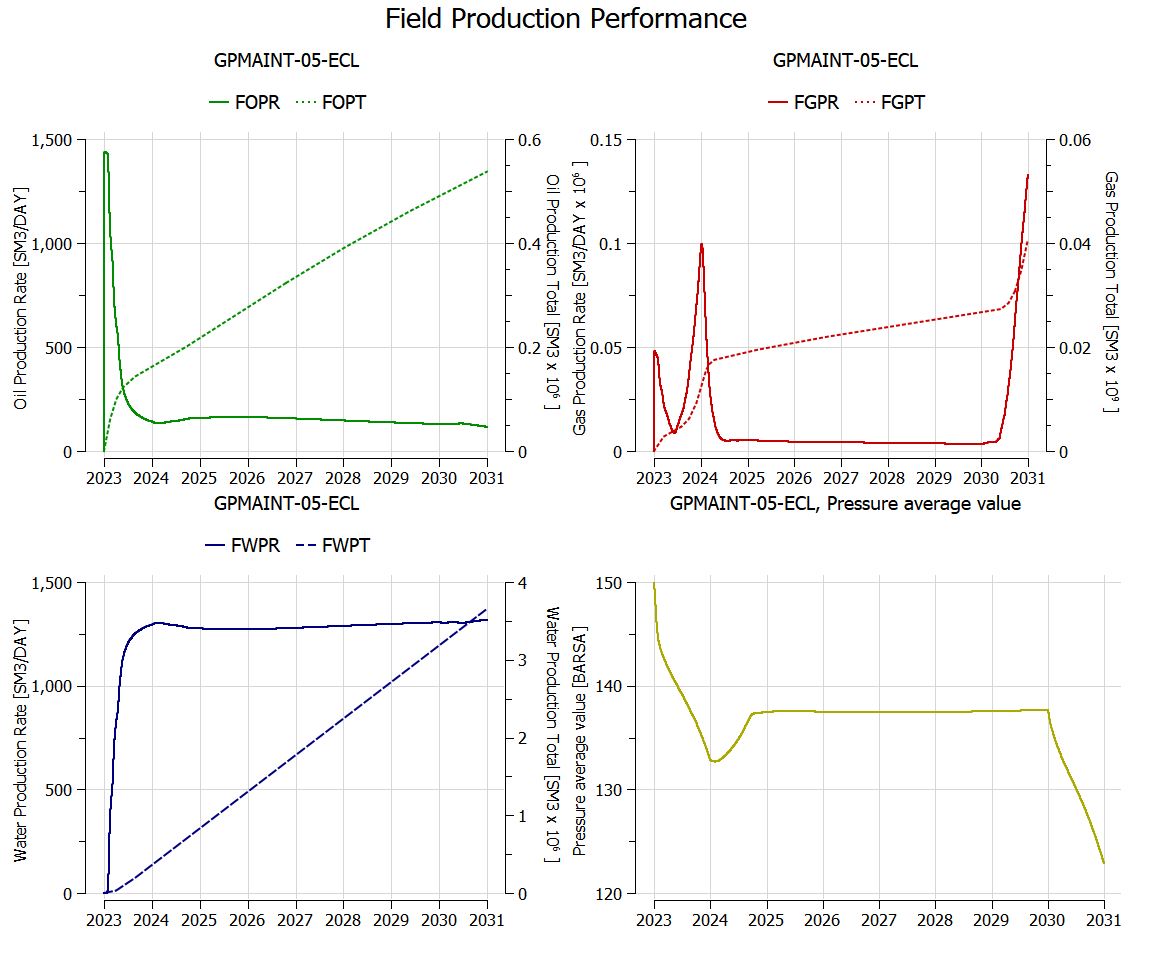 Field Production Performance
GPMAINT-05-ECL
FOPR FOPT
Oil Production Rate [SM3/DAY]
1,500
1,000
500
0
0.6
0.4
0.2
0
Oil Production Total [SM3 x 10⁶ ]
2023 2024 2025 2026 2027 2028 2029 2030 2031
GPMAINT-05-ECL
FGPR FGPT
Gas Production Rate [SM3/DAY x 10⁶ ]
0.15
0.1
0.05
0
0.06
0.04
0.02
0
Gas Production Total [SM3 x 10⁹ ]
2023 2024 2025 2026 2027 2028 2029 2030 2031
GPMAINT-05-ECL
FWPR FWPT
Water Production Rate [SM3/DAY]
1,500
1,000
500
0
4
3
2
1
0
Water Production Total [SM3 x 10⁶ ]
2023 2024 2025 2026 2027 2028 2029 2030 2031
GPMAINT-05-ECL, Pressure average value
Pressure average value [BARSA ]
150
140
130
120
2023 2024 2025 2026 2027 2028 2029 2030 2031